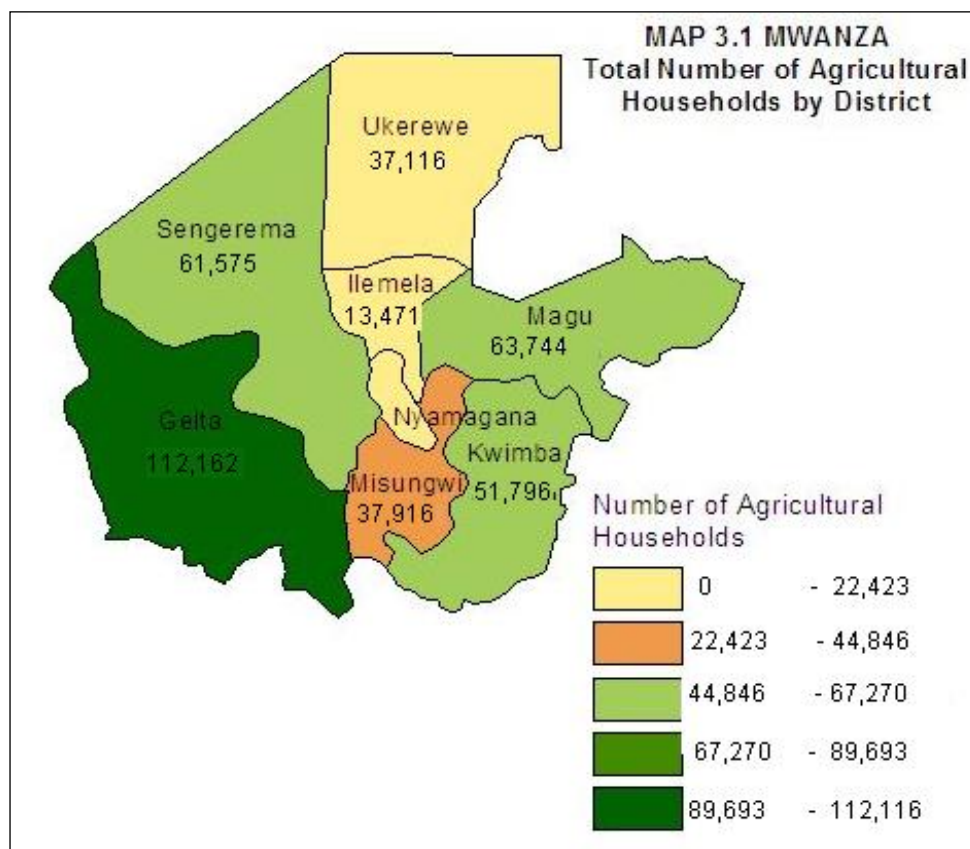 MAP 3.1 MWANZA
Total Number of Agricultural
Households by District
Ukerewe
37,116
Sengerema
61,575
Ilemela
13,471
Magu
63,744
Geita
112,162
Nyamagana
Kwimba
51,796
Misungwi
37,916
Number of Agricultural
Households
0 - 22,423
22,423 - 44,846
44,846 - 67,270
67,270 - 89,693
89,693 - 112,116